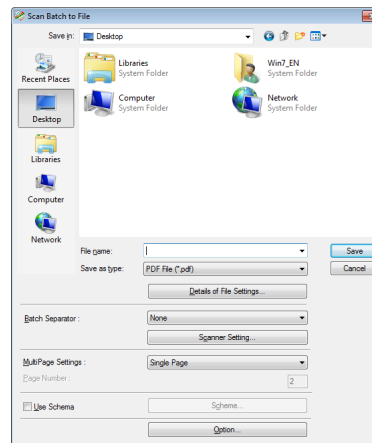 Scan Batch to File
Save in: Desktop
Recent Places
Desktop
Libraries
Computer
Network
Libraries
System Folder
Win7_EN
System Folder
Computer
System Folder
Network
System Folder
File name:
Save
Save as type: PDF File (*.pdf)
Cancel
Details of File Settings...
Batch Separator : None
Scanner Setting...
MultiPage Settings : Single Page
Page Number : 2
Use Schema Scheme...
Option...